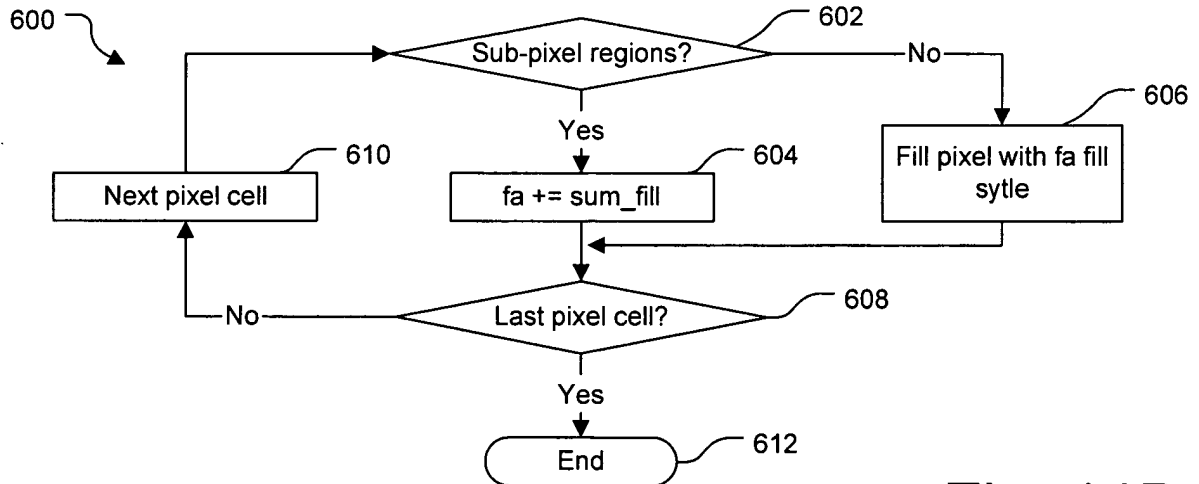 600
Sub-pixel regions?
602
No
Yes
606
Fill pixel with fa fill
sytle
610
Next pixel cell
604
fa += sum_fill
No
Last pixel cell?
608
Yes
End
612